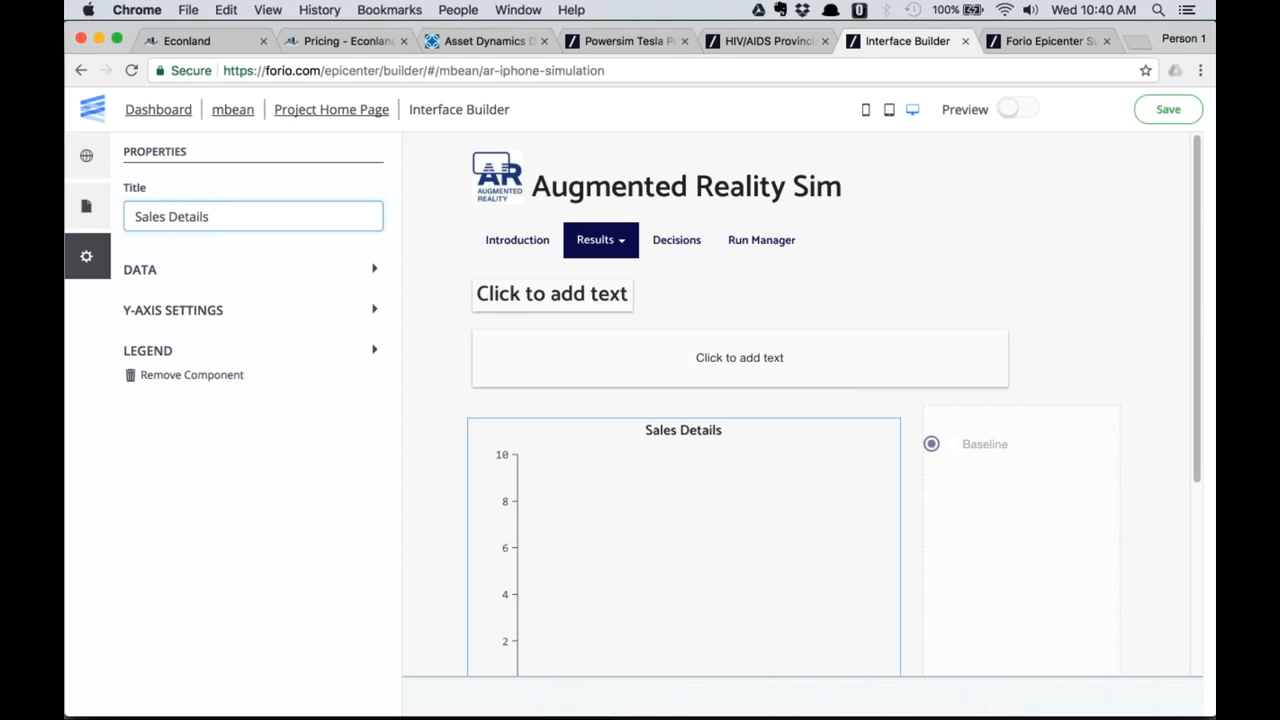 Chrome File Edit View History Bookmarks People Window Help 100% Wed 10:40 AM
Econland Pricing - Econlan Asset Dynamics D Powersim Tesla P HIV/AIDS Provinci Interface Builder Forio Epicenter Su Person 1
Secure https://forio.com/epicenter/builder/#/mbean/ar-iphone-simulation
Dashboard mbean Project Home Page Interface Builder Preview Save
PROPERTIES
Title
Sales Details
DATA
Y-AXIS SETTINGS
LEGEND
Remove Component
AR
AUGMENTED
REALITY
Augmented Reality Sim
Introduction Results Decisions Run Manager
Click to add text
Click to add text
Sales Details
10
8
6
4
2
Baseline